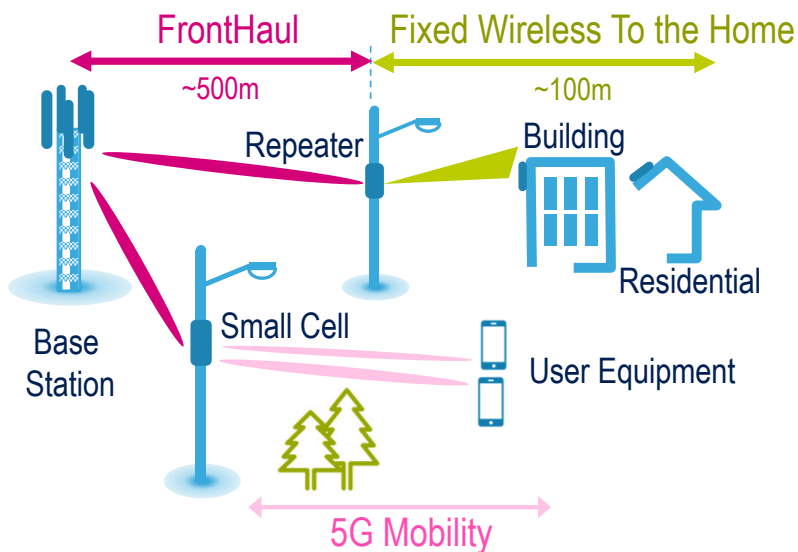 FrontHaul
Fixed Wireless To the Home
~500m
~100m
Repeater
Building
Residential
Base
Station
Small Cell
User Equipment
5G Mobility